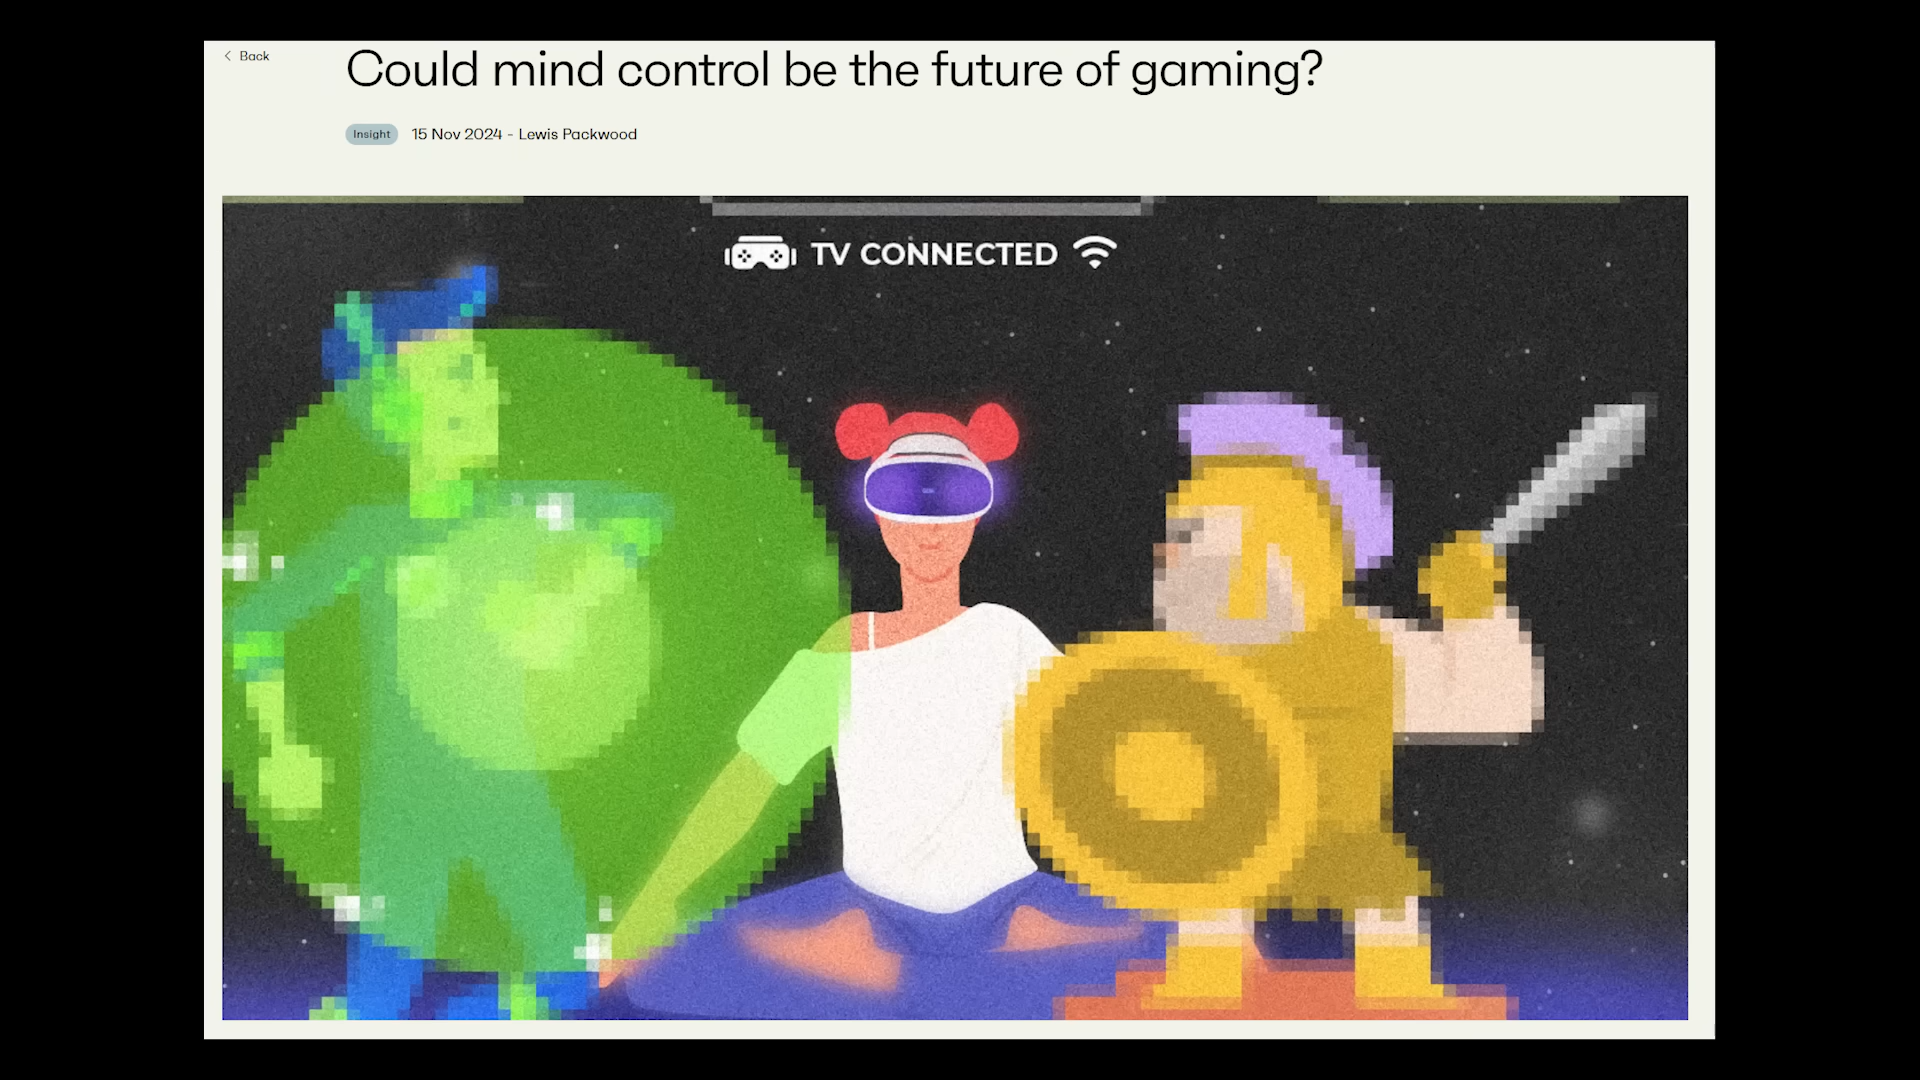 Back
Could mind control be the future of gaming?
Insight
15 Nov 2024 - Lewis Packwood
TV CONNECTED